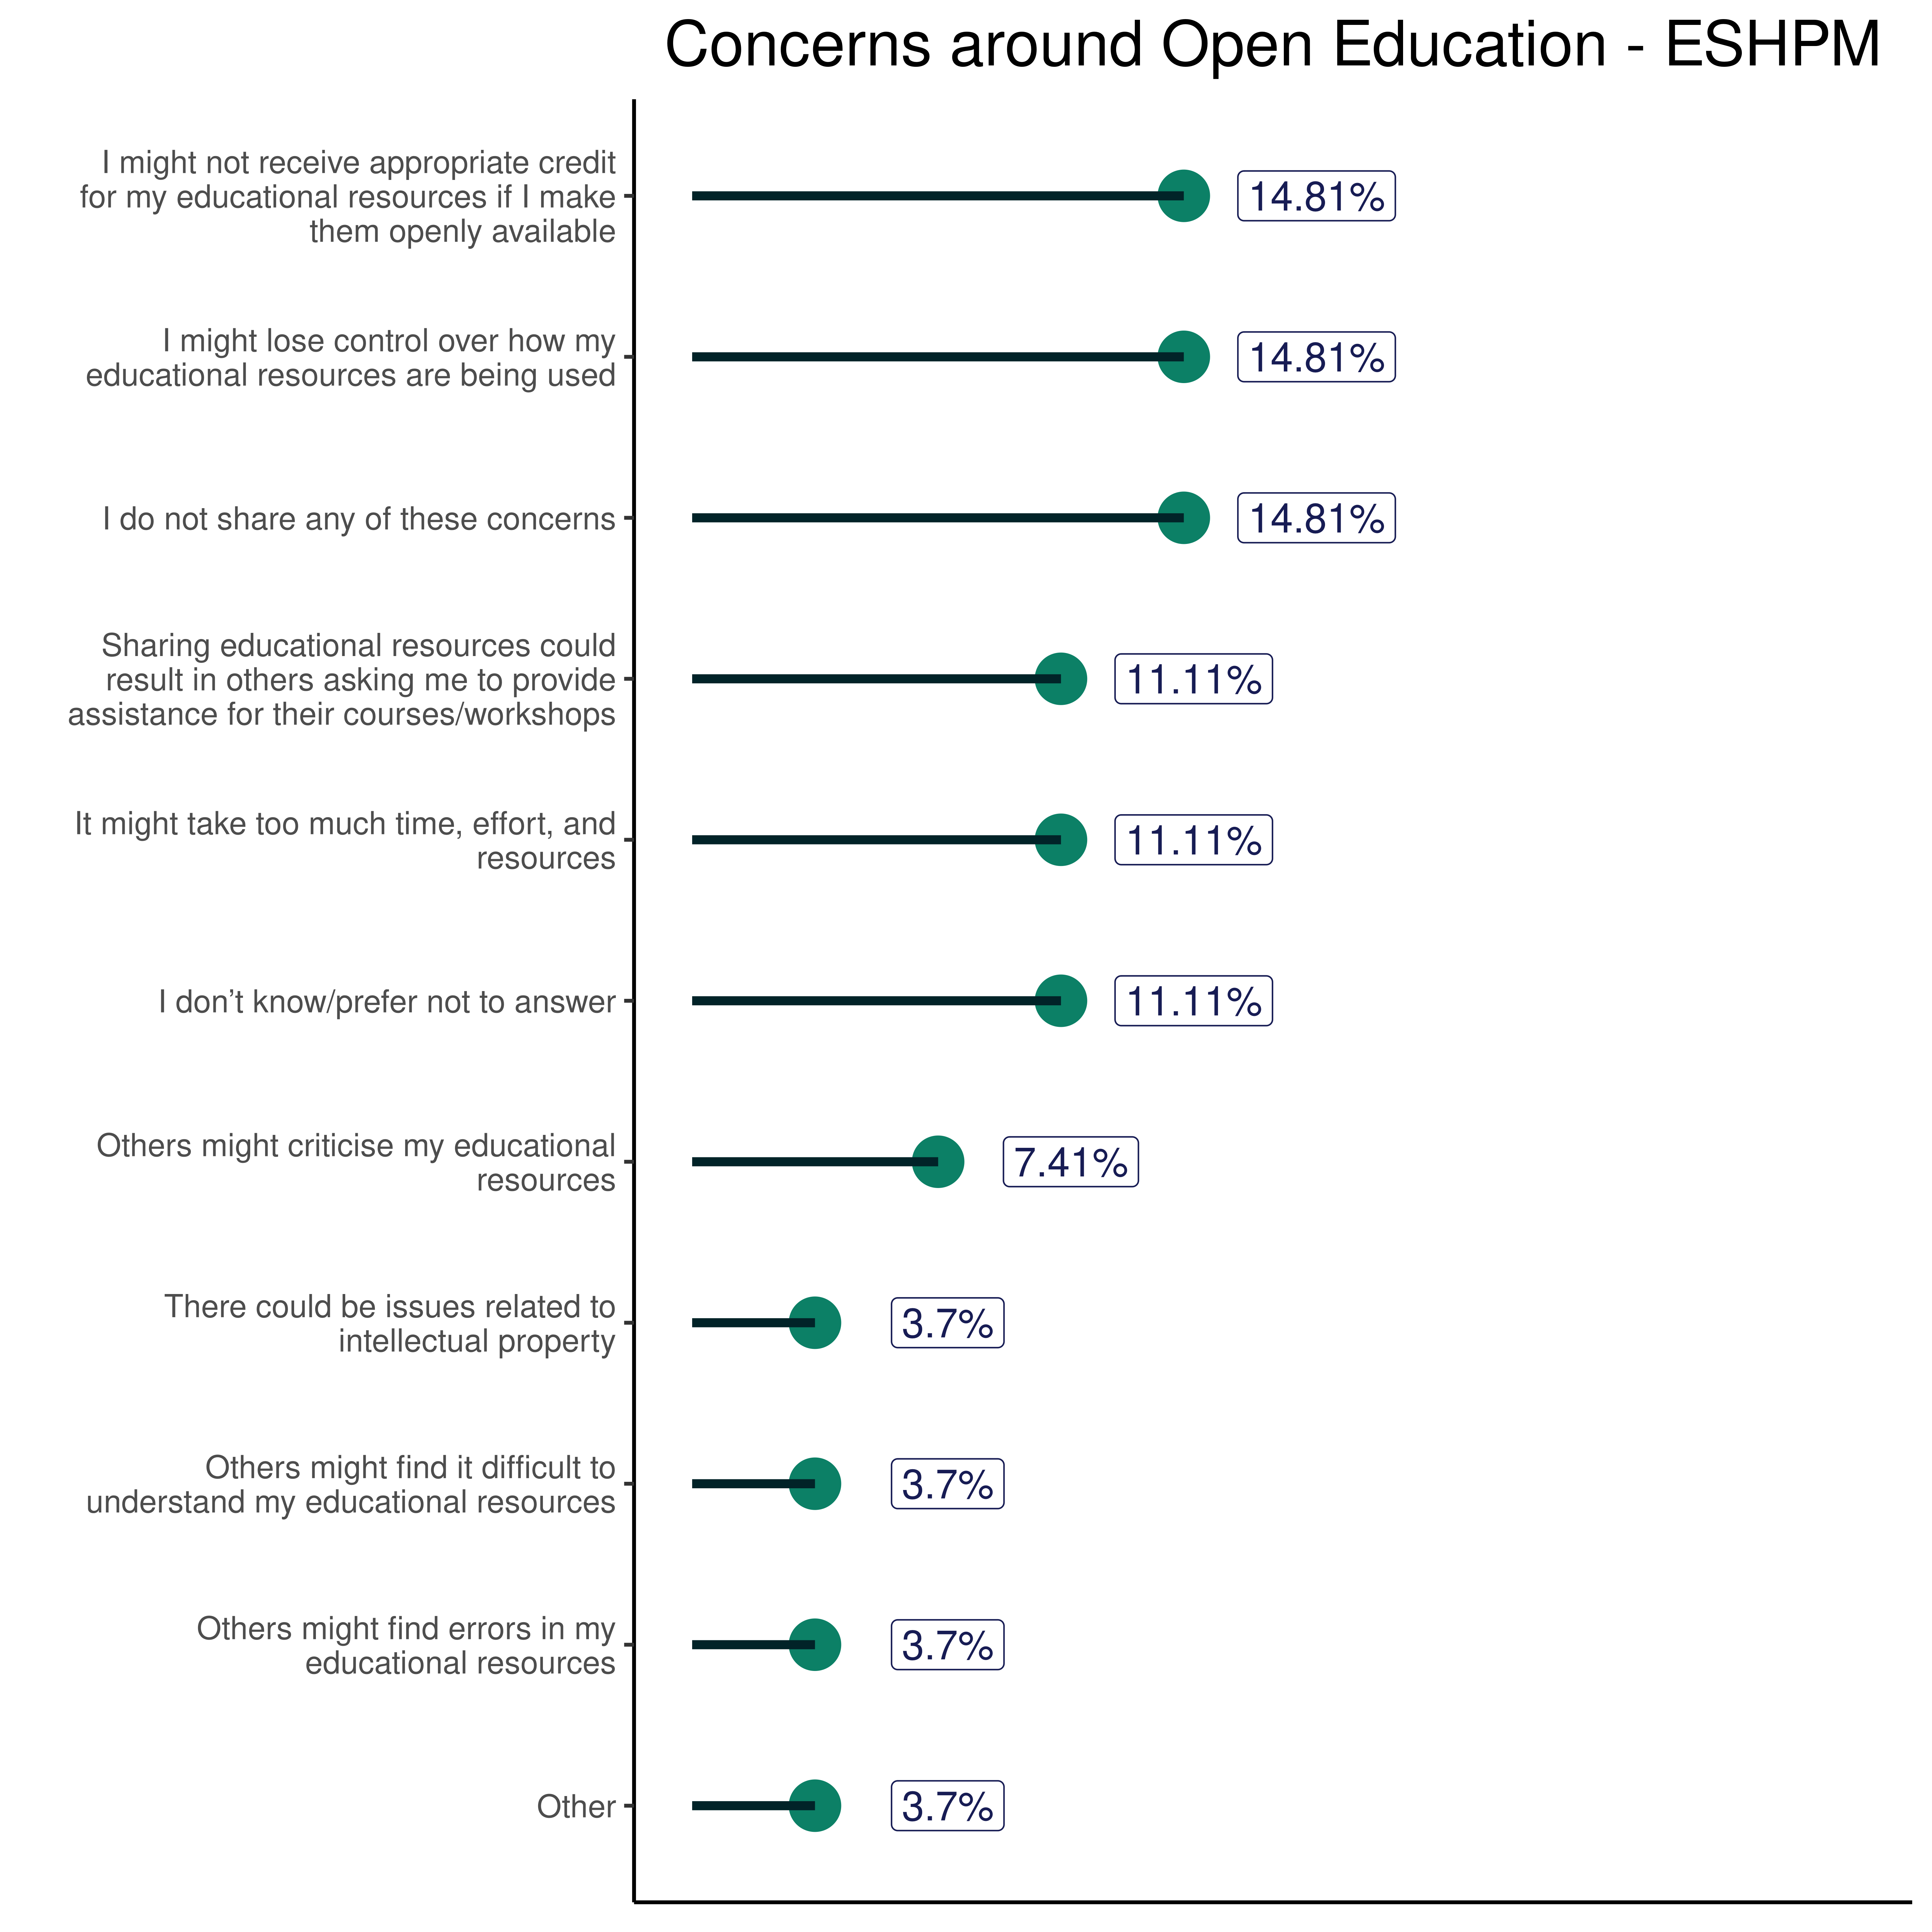 Concerns around Open Education - ESHPM
I might not receive appropriate credit
for my educational resources if I make
them openly available
14.81%
I might lose control over how my
educational resources are being used
14.81%
I do not share any of these concerns
14.81%
Sharing educational resources could
result in others asking me to provide
assistance for their courses/workshops
11.11%
It might take too much time, effort, and
resources
11.11%
I don’t know/prefer not to answer
11.11%
Others might criticise my educational
resources
7.41%
There could be issues related to
intellectual property
3.7%
Others might find it difficult to
understand my educational resources
3.7%
Others might find errors in my
educational resources
3.7%
Other
3.7%